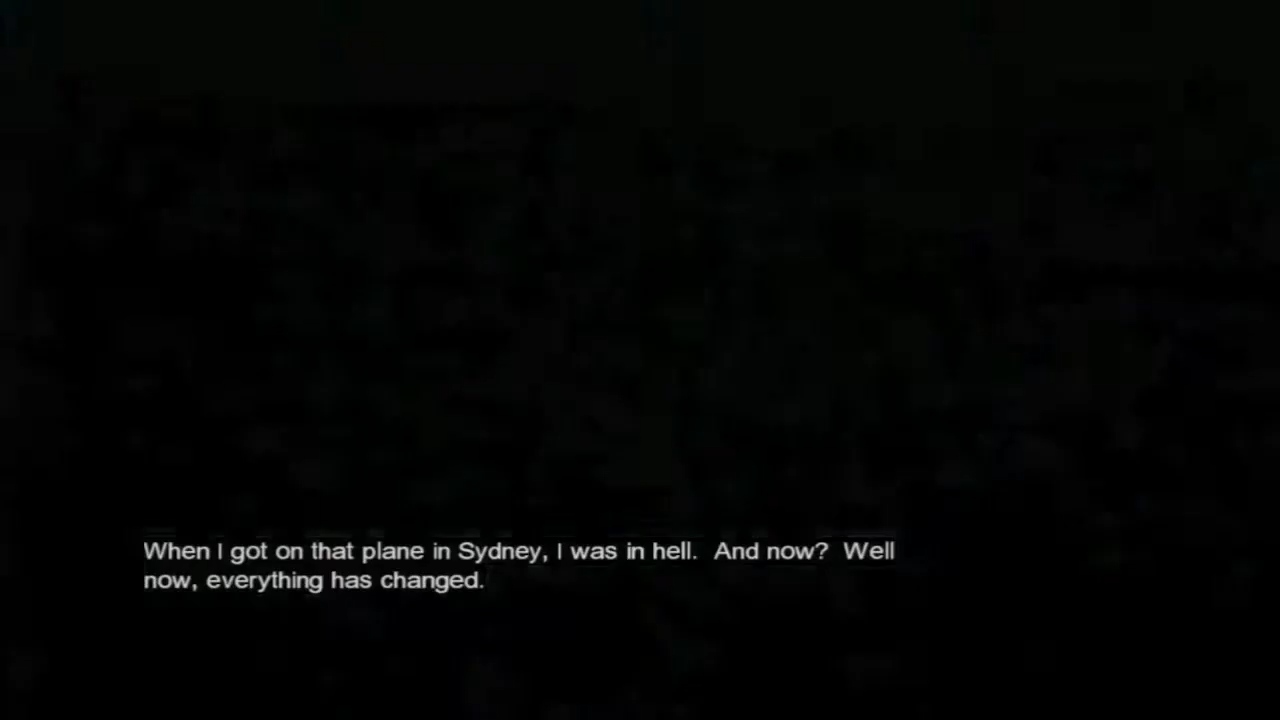 When I got on that plane in Sydney, I was in hell.  And now?  Well
now, everything has changed.